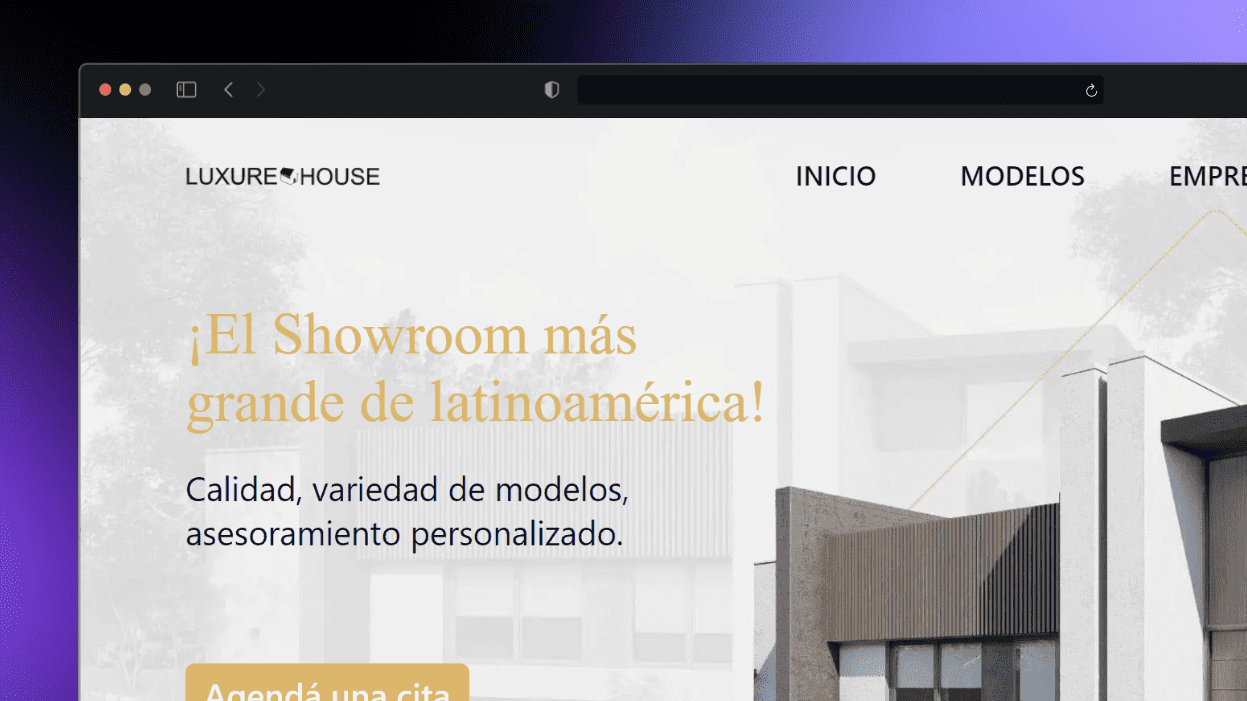 LUXURE HOUSE
INICIO
MODELOS
¡El Showroom más
grande de latinoamérica!
Calidad, variedad de modelos,
asesoramiento personalizado.
Agendá una cita